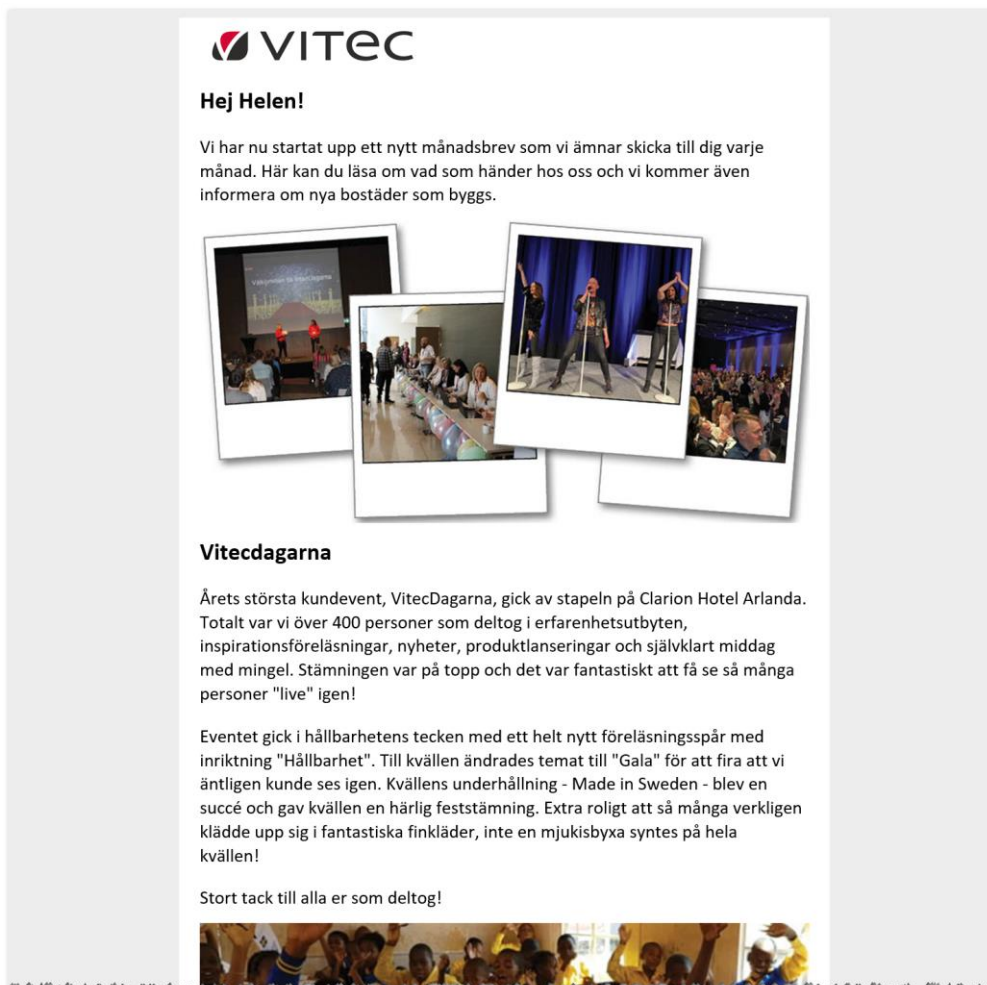 VITEC
Hej Helen!
Vi har nu startat upp ett nytt månadsbrev som vi ämnar skicka till dig varje
månad. Här kan du läsa om vad som händer hos oss och vi kommer även
informera om nya bostäder som byggs.
Välkommen till VitecDagarna
Vitecdagarna
Årets största kundevent, VitecDagarna, gick av stapeln på Clarion Hotel Arlanda.
Totalt var vi över 400 personer som deltog i erfarenhetsutbyten,
inspirationsföreläsningar, nyheter, produktlanseringar och självklart middag
med mingel. Stämningen var på topp och det var fantastiskt att få se så många
personer "live" igen!
Eventet gick i hållbarhetens tecken med ett helt nytt föreläsningsspår med
inriktning "Hållbarhet". Till kvällen ändrades temat till "Gala" för att fira att vi
äntligen kunde ses igen. Kvällens underhållning - Made in Sweden - blev en
succé och gav kvällen en härlig feststämning. Extra roligt att så många verkligen
klädde upp sig i fantastiska finkläder, inte en mjukisbyxa syntes på hela
kvällen!
Stort tack till alla er som deltog!